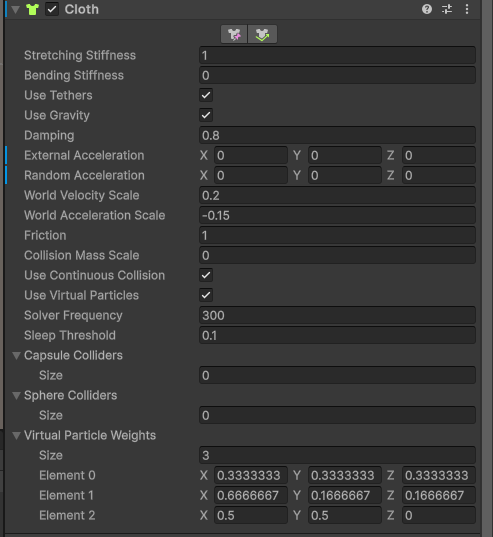 Cloth
Stretching Stiffness 1
Bending Stiffness 0
Use Tethers
Use Gravity
Damping 0.8
External Acceleration X 0 Y 0 Z 0
Random Acceleration X 0 Y 0 Z 0
World Velocity Scale 0.2
World Acceleration Scale -0.15
Friction 1
Collision Mass Scale 0
Use Continuous Collision
Use Virtual Particles
Solver Frequency 300
Sleep Threshold 0.1
Capsule Colliders
Size 0
Sphere Colliders
Size 0
Virtual Particle Weights
Size 3
Element 0 X 0.3333333 Y 0.3333333 Z 0.3333333
Element 1 X 0.6666667 Y 0.1666667 Z 0.1666667
Element 2 X 0.5 Y 0.5 Z 0